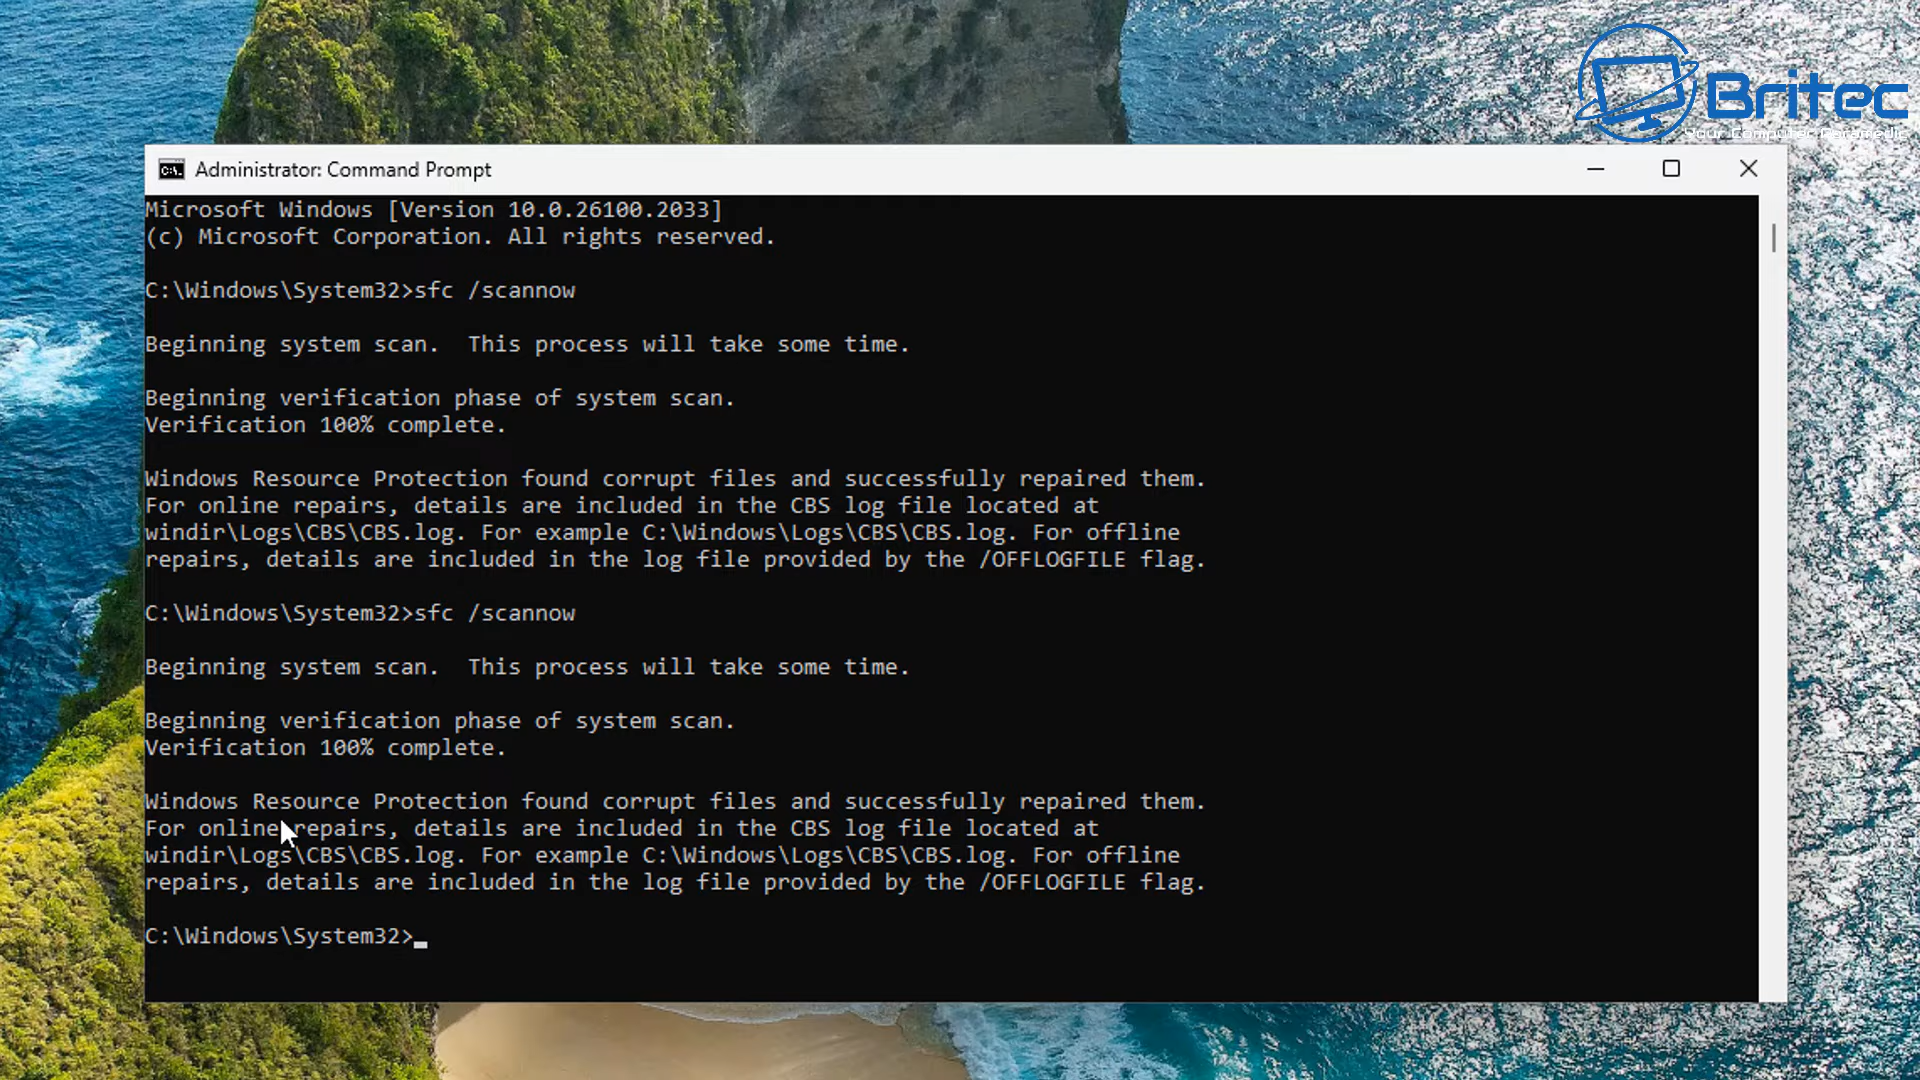 Britec
Your Computer Paramedic
Administrator: Command Prompt
Microsoft Windows [Version 10.0.26100.2033]
(c) Microsoft Corporation. All rights reserved.
C:\Windows\System32>sfc /scannow
Beginning system scan.  This process will take some time.
Beginning verification phase of system scan.
Verification 100% complete.
Windows Resource Protection found corrupt files and successfully repaired them.
For online repairs, details are included in the CBS log file located at
windir\Logs\CBS\CBS.log. For example C:\Windows\Logs\CBS\CBS.log. For offline
repairs, details are included in the log file provided by the /OFFLOGFILE flag.
C:\Windows\System32>sfc /scannow
Beginning system scan.  This process will take some time.
Beginning verification phase of system scan.
Verification 100% complete.
Windows Resource Protection found corrupt files and successfully repaired them.
For online repairs, details are included in the CBS log file located at
windir\Logs\CBS\CBS.log. For example C:\Windows\Logs\CBS\CBS.log. For offline
repairs, details are included in the log file provided by the /OFFLOGFILE flag.
C:\Windows\System32>